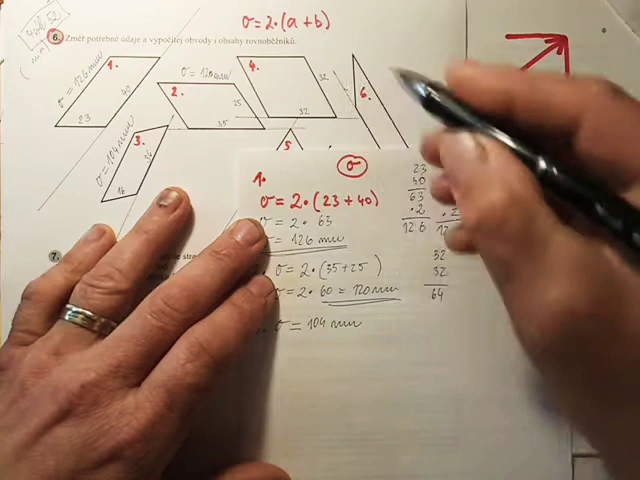 σ = 2·(a+b)
6. Změř potřebné údaje a vypočítej obvody i obsahy rovnoběžníků.
(mm)
1.
σ = 126 mm
40
23
2.
σ = 120 mm
25
35
4.
32
32
6.
3.
σ = 104 mm
16
5
7.
σ
1.
σ = 2·(23+40)
σ = 2·63
= 126 mm
σ = 2·(35+25)
σ = 2·60 = 120 mm
σ = 104 mm
23
40
63
·2
126
·2
32
32
64